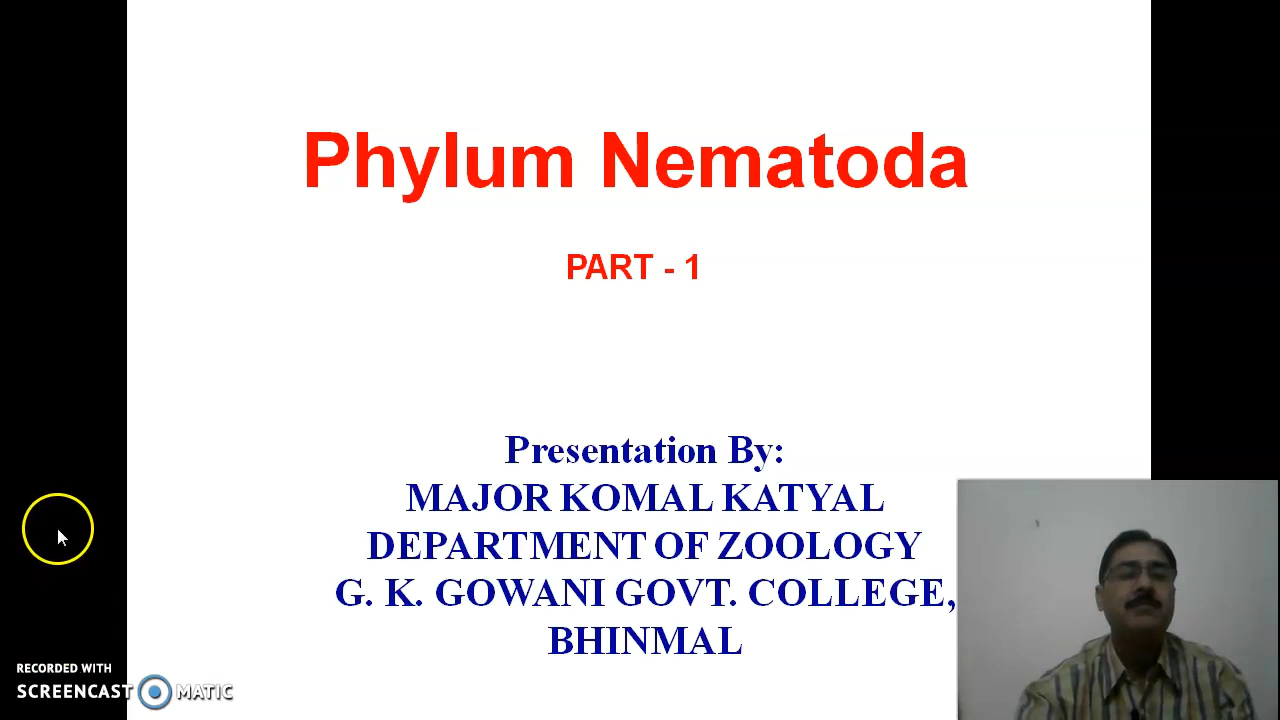 Phylum Nematoda
PART - 1
Presentation By:
MAJOR KOMAL KATYAL
DEPARTMENT OF ZOOLOGY
G. K. GOWANI GOVT. COLLEGE,
BHINMAL
RECORDED WITH
SCREENCAST MATIC